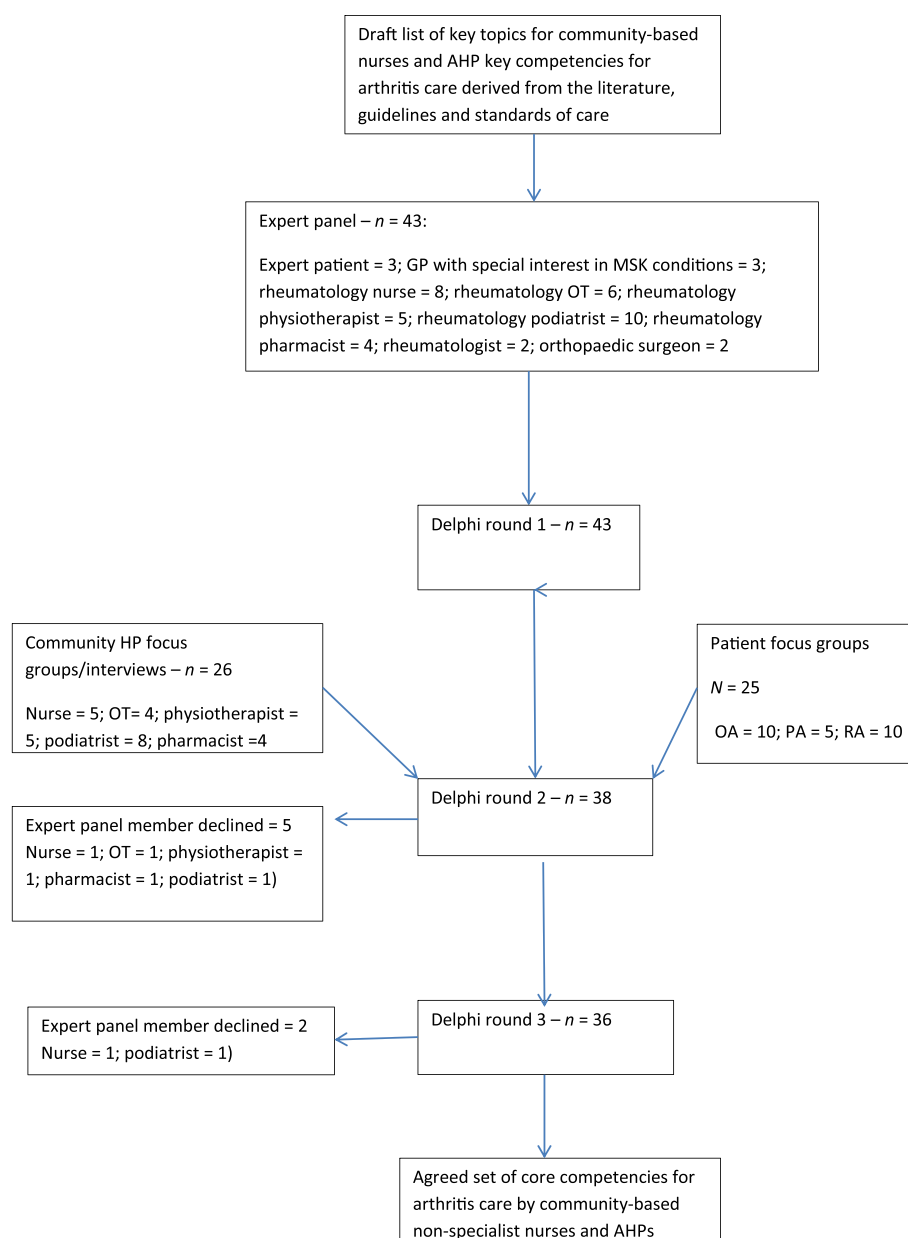 Draft list of key topics for community-based
nurses and AHP key competencies for
arthritis care derived from the literature,
guidelines and standards of care
Expert panel – n = 43:
Expert patient = 3; GP with special interest in MSK conditions = 3;
rheumatology nurse = 8; rheumatology OT = 6; rheumatology
physiotherapist = 5; rheumatology podiatrist = 10; rheumatology
pharmacist = 4; rheumatologist = 2; orthopaedic surgeon = 2
Delphi round 1 – n = 43
Community HP focus
groups/interviews – n = 26
Nurse = 5; OT= 4; physiotherapist =
5; podiatrist = 8; pharmacist =4
Patient focus groups
N = 25
OA = 10; PA = 5; RA = 10
Delphi round 2 – n = 38
Expert panel member declined = 5
Nurse = 1; OT = 1; physiotherapist =
1; pharmacist = 1; podiatrist = 1)
Delphi round 3 – n = 36
Expert panel member declined = 2
Nurse = 1; podiatrist = 1)
Agreed set of core competencies for
arthritis care by community-based
non-specialist nurses and AHPs